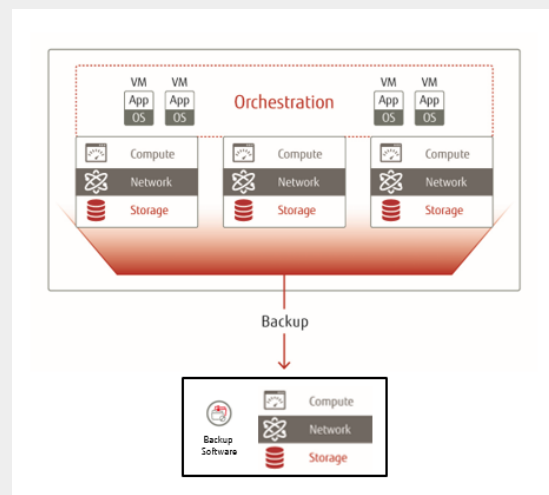 VM VM
App App
OS OS
Orchestration
VM VM
App App
OS OS
Compute
Network
Storage
Compute
Network
Storage
Compute
Network
Storage
Backup
Backup
Software
Compute
Network
Storage